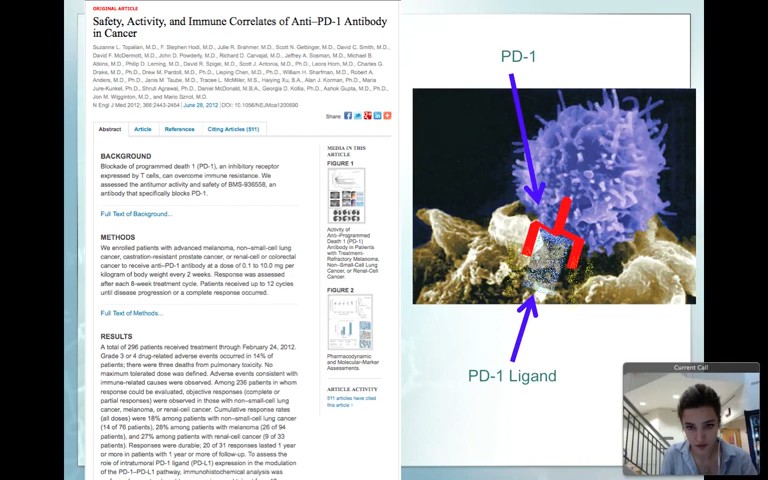 ORIGINAL ARTICLE
Safety, Activity, and Immune Correlates of Anti–PD-1 Antibody
in Cancer
Suzanne L. Topalian, M.D., F. Stephen Hodi, M.D., Julie R. Brahmer, M.D., Scott N. Gettinger, M.D., David C. Smith, M.D.,
David F. McDermott, M.D., John D. Powderly, M.D., Richard D. Carvajal, M.D., Jeffrey A. Sosman, M.D., Michael B.
Atkins, M.D., Philip D. Leming, M.D., David R. Spigel, M.D., Scott J. Antonia, M.D., Ph.D., Leora Horn, M.D., Charles G.
Drake, M.D., Ph.D., Drew M. Pardoll, M.D., Ph.D., Lieping Chen, M.D., Ph.D., William H. Sharfman, M.D., Robert A.
Anders, M.D., Ph.D., Janis M. Taube, M.D., Tracee L. McMiller, M.S., Haiying Xu, B.A., Alan J. Korman, Ph.D., Maria
Jure-Kunkel, Ph.D., Shruti Agrawal, Ph.D., Daniel McDonald, M.B.A., Georgia D. Kollia, Ph.D., Ashok Gupta, M.D., Ph.D.,
Jon M. Wigginton, M.D., and Mario Sznol, M.D.
N Engl J Med 2012; 366:2443-2454 | June 28, 2012 | DOI: 10.1056/NEJMoa1200690
Share:
Abstract Article References Citing Articles (511)
BACKGROUND
Blockade of programmed death 1 (PD-1), an inhibitory receptor
expressed by T cells, can overcome immune resistance. We
assessed the antitumor activity and safety of BMS-936558, an
antibody that specifically blocks PD-1.
Full Text of Background...
METHODS
We enrolled patients with advanced melanoma, non–small-cell lung
cancer, castration-resistant prostate cancer, or renal-cell or colorectal
cancer to receive anti–PD-1 antibody at a dose of 0.1 to 10.0 mg per
kilogram of body weight every 2 weeks. Response was assessed
after each 8-week treatment cycle. Patients received up to 12 cycles
until disease progression or a complete response occurred.
Full Text of Methods...
RESULTS
A total of 296 patients received treatment through February 24, 2012.
Grade 3 or 4 drug-related adverse events occurred in 14% of
patients; there were three deaths from pulmonary toxicity. No
maximum tolerated dose was defined. Adverse events consistent with
immune-related causes were observed. Among 236 patients in whom
response could be evaluated, objective responses (complete or
partial responses) were observed in those with non–small-cell lung
cancer, melanoma, or renal-cell cancer. Cumulative response rates
(all doses) were 18% among patients with non–small-cell lung cancer
(14 of 76 patients), 28% among patients with melanoma (26 of 94
patients), and 27% among patients with renal-cell cancer (9 of 33
patients). Responses were durable; 20 of 31 responses lasted 1 year
or more in patients with 1 year or more of follow-up. To assess the
role of intratumoral PD-1 ligand (PD-L1) expression in the modulation
of the PD-1–PD-L1 pathway, immunohistochemical analysis was
MEDIA IN THIS
ARTICLE
FIGURE 1
Activity of
Anti–Programmed
Death 1 (PD-1)
Antibody in Patients
with Treatment-
Refractory Melanoma,
Non–Small-Cell Lung
Cancer, or Renal-Cell
Cancer.
FIGURE 2
Pharmacodynamic
and Molecular-Marker
Assessments.
ARTICLE ACTIVITY
511 articles have cited
this article
PD-1
PD-1 Ligand
Current Call